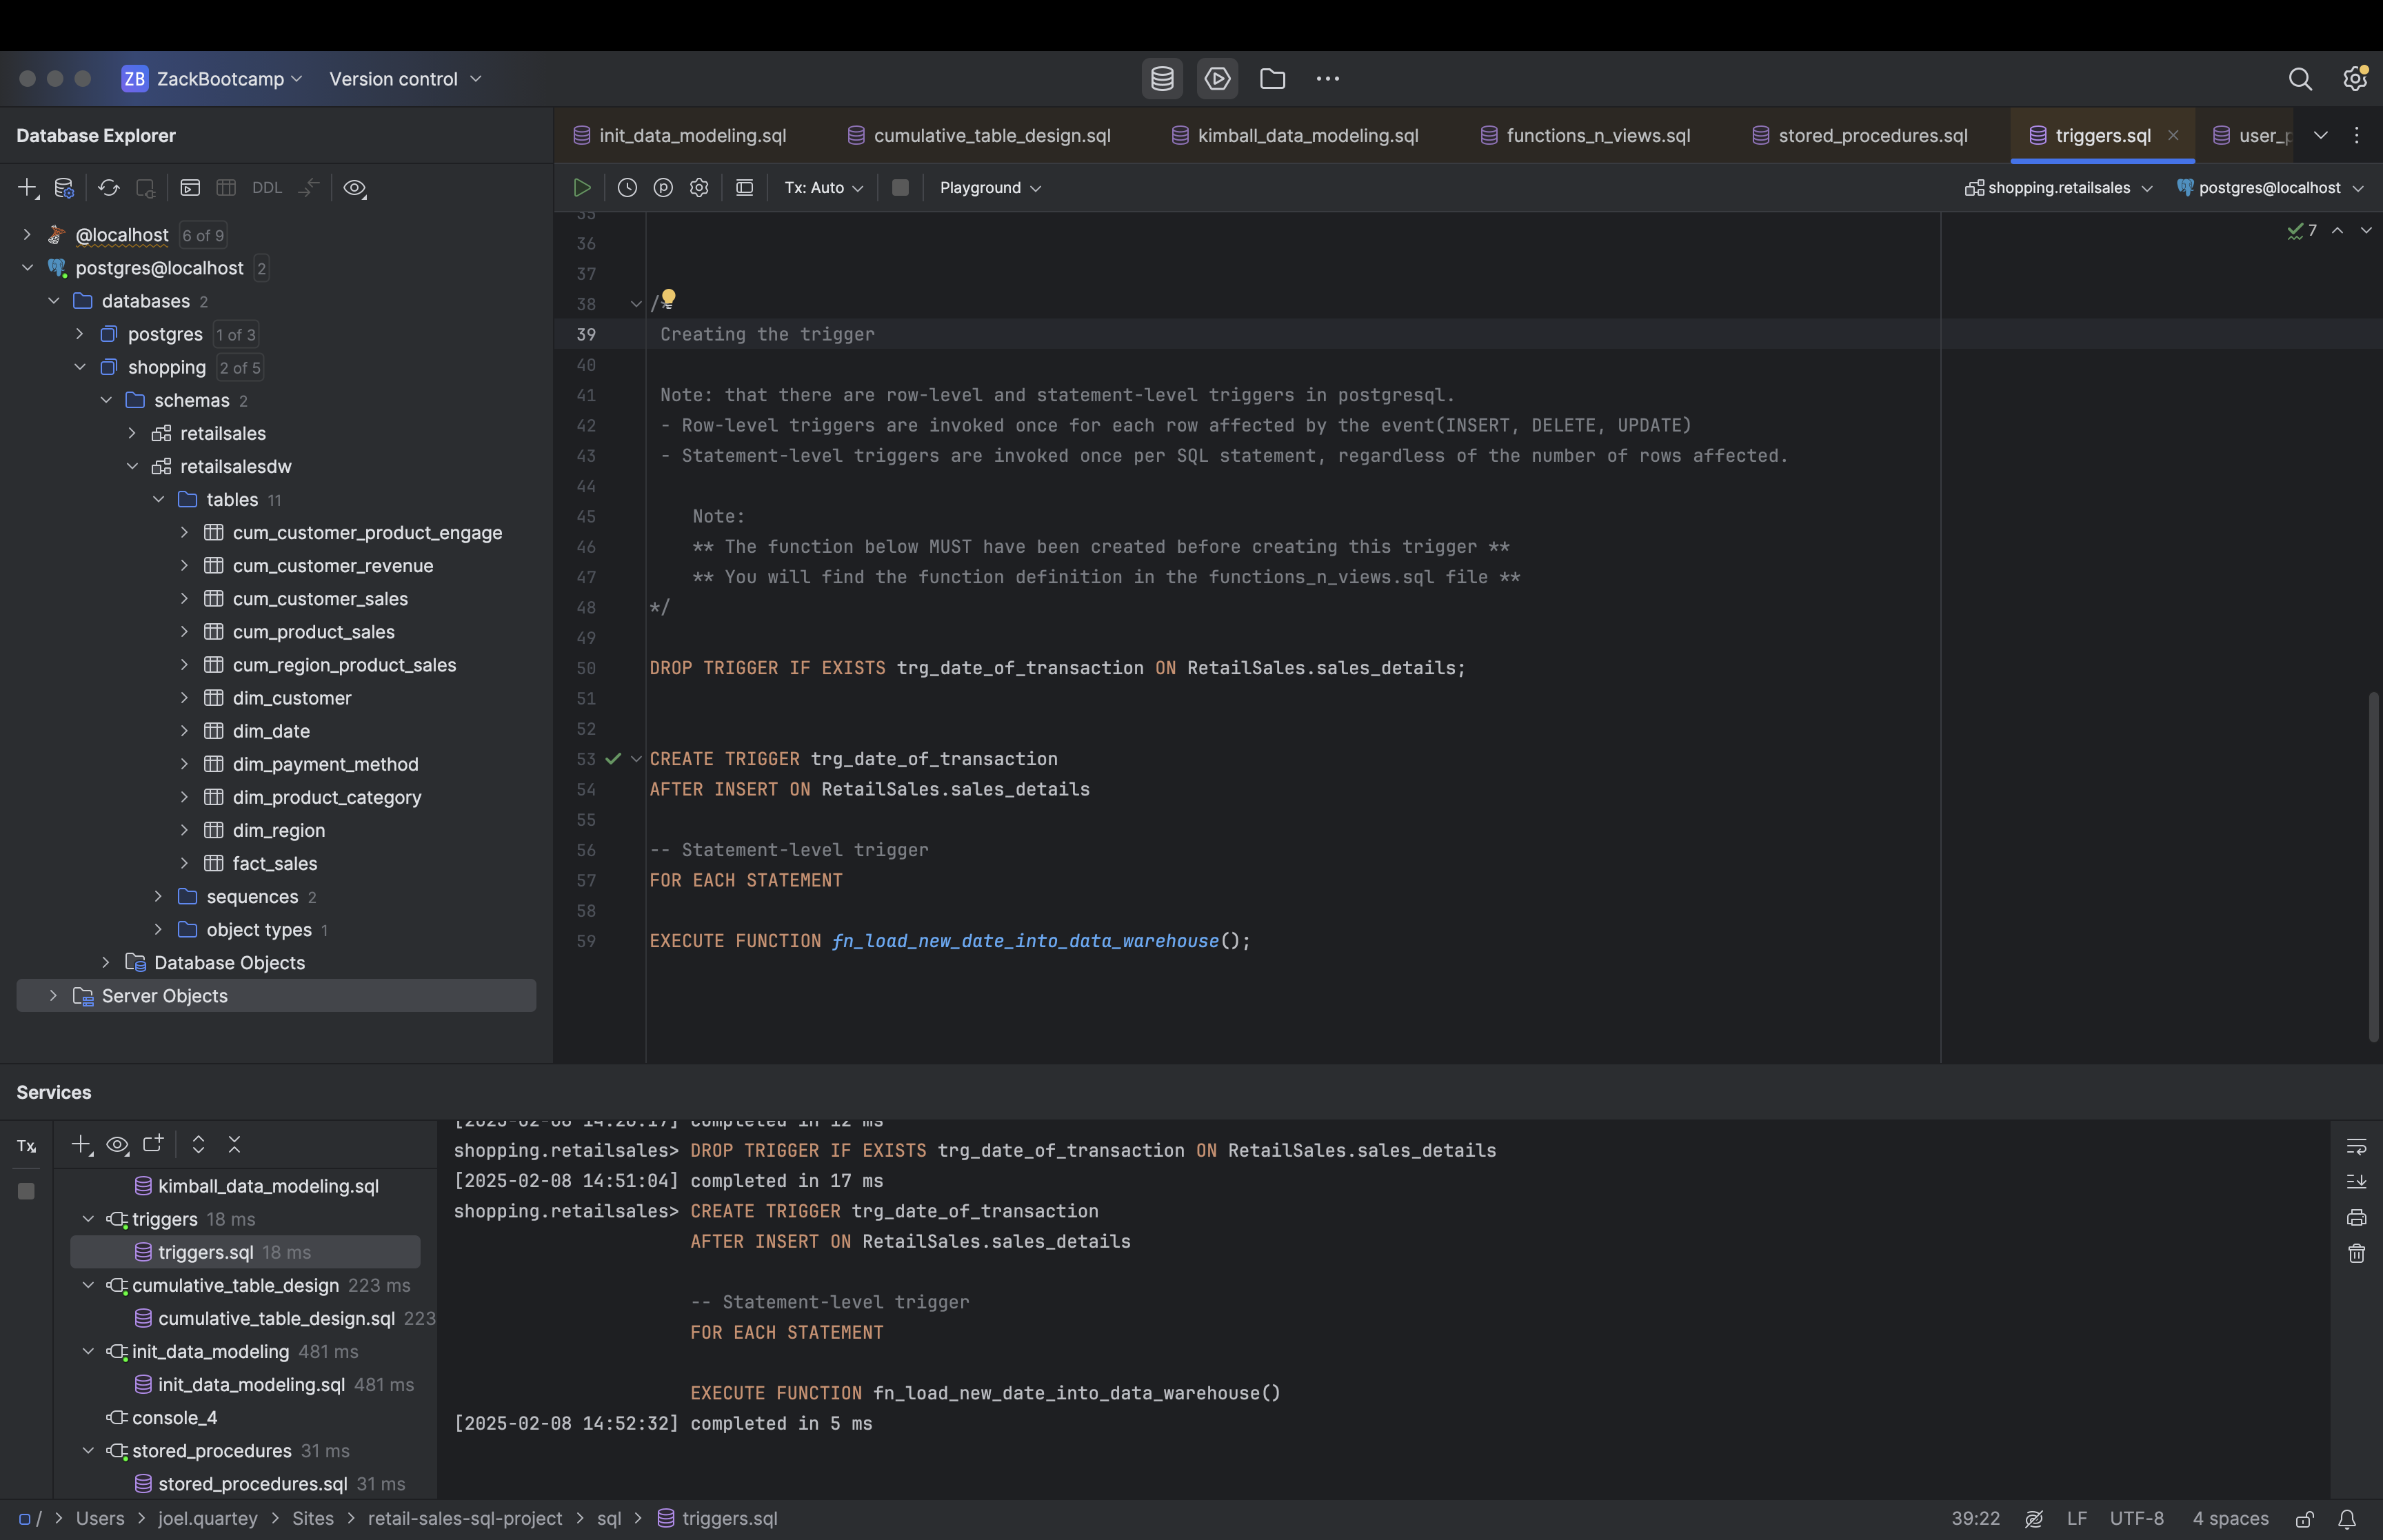 ZB ZackBootcamp Version control
Database Explorer
init_data_modeling.sql cumulative_table_design.sql kimball_data_modeling.sql functions_n_views.sql stored_procedures.sql triggers.sql user_p
DDL
Tx: Auto Playground shopping.retailsales postgres@localhost
@localhost 6 of 9
postgres@localhost 2
databases 2
postgres 1 of 3
shopping 2 of 5
schemas 2
retailsales
retailsalesdw
tables 11
cum_customer_product_engage
cum_customer_revenue
cum_customer_sales
cum_product_sales
cum_region_product_sales
dim_customer
dim_date
dim_payment_method
dim_product_category
dim_region
fact_sales
sequences 2
object types 1
Database Objects
Server Objects
7
35
36
37
38 /*
39 Creating the trigger
40
41 Note: that there are row-level and statement-level triggers in postgresql.
42 - Row-level triggers are invoked once for each row affected by the event(INSERT, DELETE, UPDATE)
43 - Statement-level triggers are invoked once per SQL statement, regardless of the number of rows affected.
44
45 Note:
46 ** The function below MUST have been created before creating this trigger **
47 ** You will find the function definition in the functions_n_views.sql file **
48 */
49
50 DROP TRIGGER IF EXISTS trg_date_of_transaction ON RetailSales.sales_details;
51
52
53 CREATE TRIGGER trg_date_of_transaction
54 AFTER INSERT ON RetailSales.sales_details
55
56 -- Statement-level trigger
57 FOR EACH STATEMENT
58
59 EXECUTE FUNCTION fn_load_new_date_into_data_warehouse();
Services
Tx
kimball_data_modeling.sql
triggers 18 ms
triggers.sql 18 ms
cumulative_table_design 223 ms
cumulative_table_design.sql 223
init_data_modeling 481 ms
init_data_modeling.sql 481 ms
console_4
stored_procedures 31 ms
stored_procedures.sql 31 ms
[2025-02-08 14:26:17] completed in 12 ms
shopping.retailsales> DROP TRIGGER IF EXISTS trg_date_of_transaction ON RetailSales.sales_details
[2025-02-08 14:51:04] completed in 17 ms
shopping.retailsales> CREATE TRIGGER trg_date_of_transaction
AFTER INSERT ON RetailSales.sales_details
-- Statement-level trigger
FOR EACH STATEMENT
EXECUTE FUNCTION fn_load_new_date_into_data_warehouse()
[2025-02-08 14:52:32] completed in 5 ms
/ > Users > joel.quartey > Sites > retail-sales-sql-project > sql > triggers.sql
39:22 LF UTF-8 4 spaces